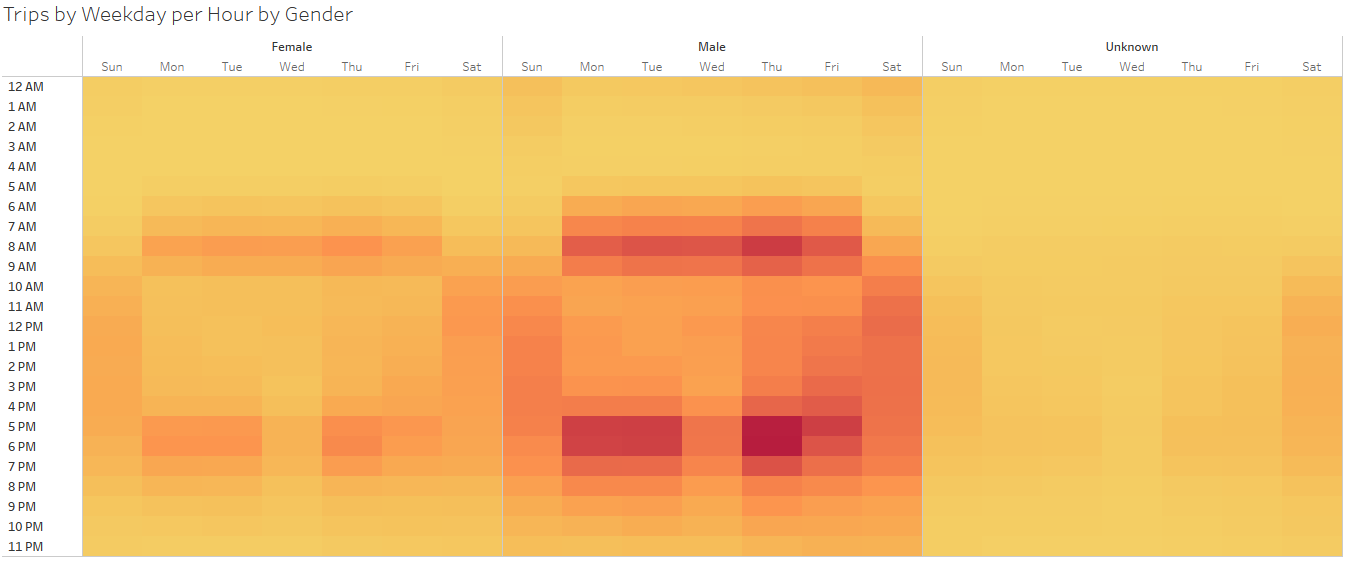 Trips by Weekday per Hour by Gender
Female Male Unknown
Sun Mon Tue Wed Thu Fri Sat Sun Mon Tue Wed Thu Fri Sat Sun Mon Tue Wed Thu Fri Sat
12 AM
1 AM
2 AM
3 AM
4 AM
5 AM
6 AM
7 AM
8 AM
9 AM
10 AM
11 AM
12 PM
1 PM
2 PM
3 PM
4 PM
5 PM
6 PM
7 PM
8 PM
9 PM
10 PM
11 PM